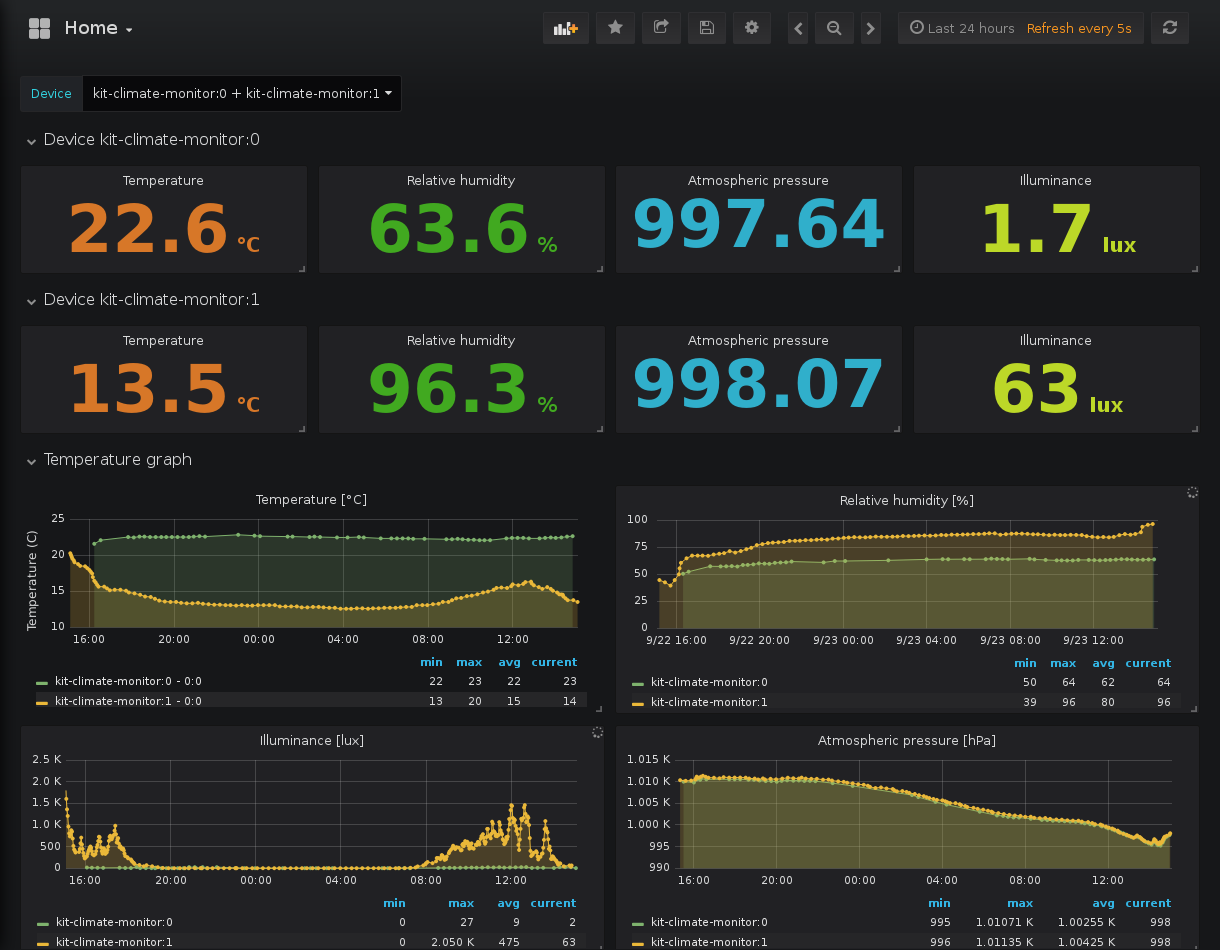 Home
Last 24 hours Refresh every 5s
Device kit-climate-monitor:0 + kit-climate-monitor:1
Device kit-climate-monitor:0
Temperature Relative humidity Atmospheric pressure Illuminance
22.6 °C 63.6 % 997.64 1.7 lux
Device kit-climate-monitor:1
Temperature Relative humidity Atmospheric pressure Illuminance
13.5 °C 96.3 % 998.07 63 lux
Temperature graph
Temperature [°C]
Temperature (C)
25
20
15
10
16:00 20:00 00:00 04:00 08:00 12:00
min max avg current
kit-climate-monitor:0 - 0:0 22 23 22 23
kit-climate-monitor:1 - 0:0 13 20 15 14
Relative humidity [%]
100
75
50
25
0
9/22 16:00 9/22 20:00 9/23 00:00 9/23 04:00 9/23 08:00 9/23 12:00
min max avg current
kit-climate-monitor:0 50 64 62 64
kit-climate-monitor:1 39 96 80 96
Illuminance [lux]
2.5 K
2.0 K
1.5 K
1.0 K
500
0
16:00 20:00 00:00 04:00 08:00 12:00
min max avg current
kit-climate-monitor:0 0 27 9 2
kit-climate-monitor:1 0 2.050 K 475 63
Atmospheric pressure [hPa]
1.015 K
1.010 K
1.005 K
1.000 K
995
990
16:00 20:00 00:00 04:00 08:00 12:00
min max avg current
kit-climate-monitor:0 995 1.01071 K 1.00255 K 998
kit-climate-monitor:1 996 1.01135 K 1.00425 K 998